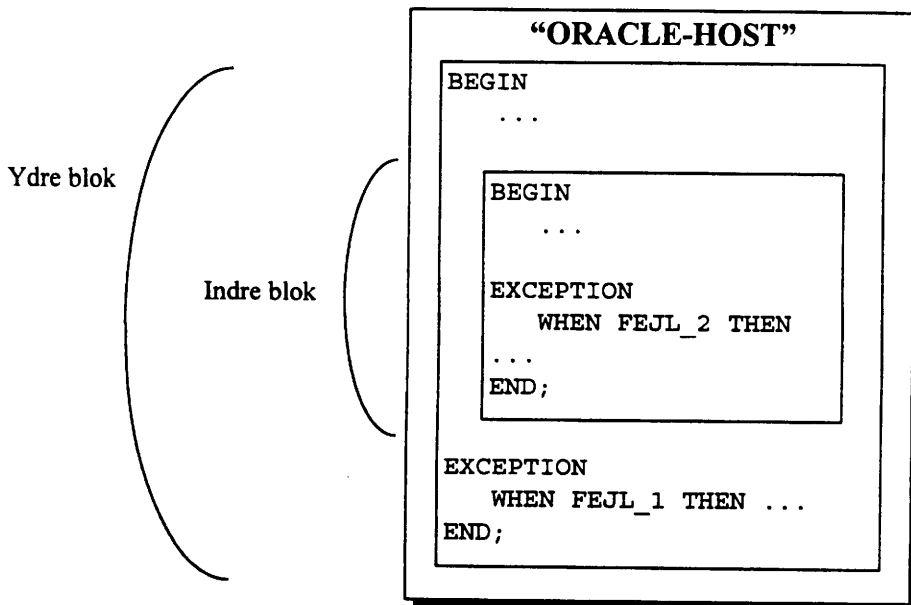 “ORACLE-HOST”
BEGIN
...
Ydre blok
BEGIN
...
Indre blok
EXCEPTION
WHEN FEJL_2 THEN
...
END;
EXCEPTION
WHEN FEJL_1 THEN ...
END;